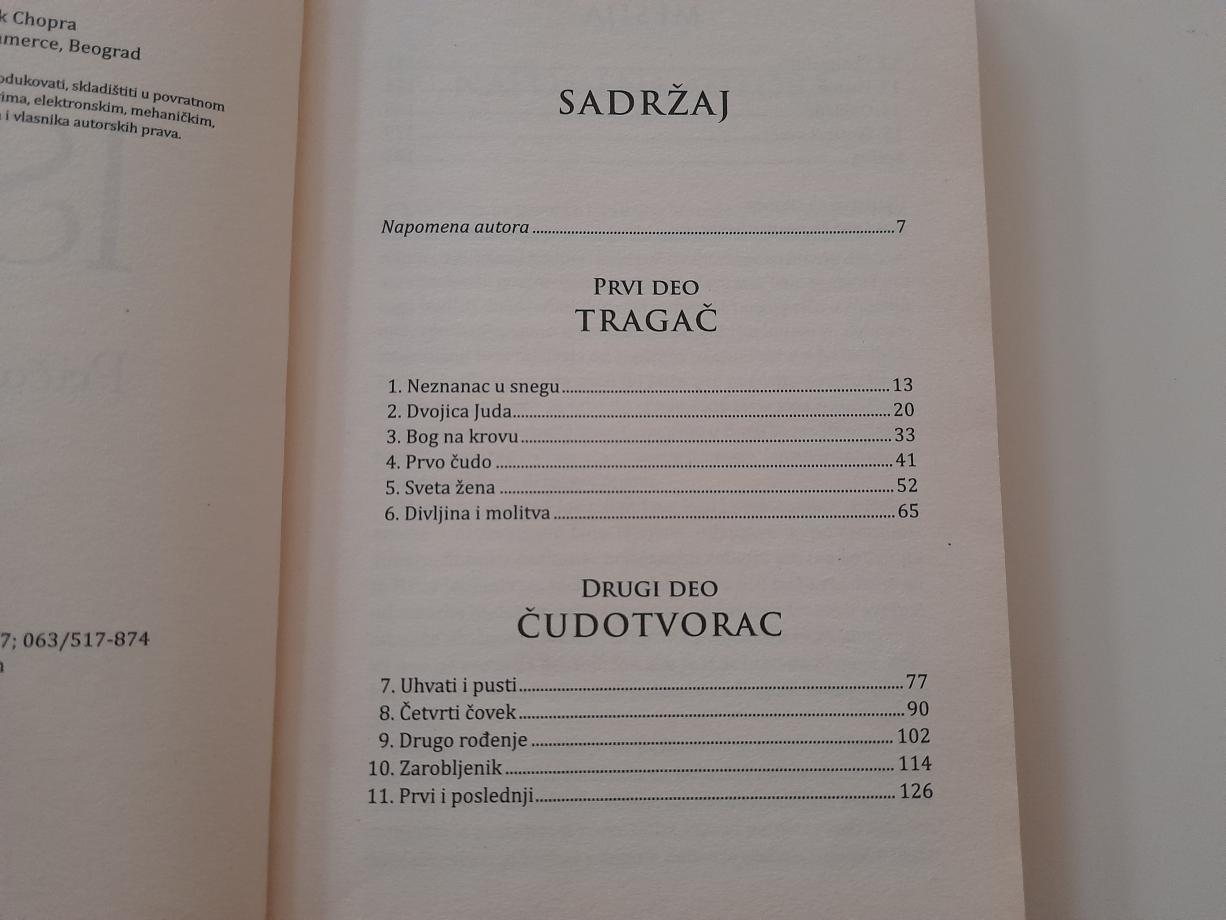 k Chopra
merce, Beograd
odukovati, skladištiti u povratnom
rima, elektronskim, mehaničkim,
i vlasnika autorskih prava.
7; 063/517-874
SADRŽAJ
Napomena autora 7
PRVI DEO
TRAGAČ
1. Neznanac u snegu 13
2. Dvojica Juda 20
3. Bog na krovu 33
4. Prvo čudo 41
5. Sveta žena 52
6. Divljina i molitva 65
DRUGI DEO
ČUDOTVORAC
7. Uhvati i pusti 77
8. Četvrti čovek 90
9. Drugo rođenje 102
10. Zarobljenik 114
11. Prvi i poslednji 126